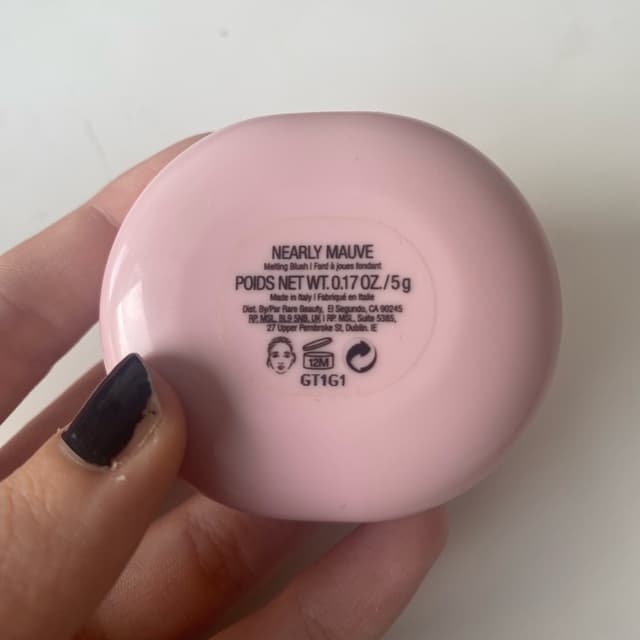 NEARLY MAUVE
Melting Blush | Fard à joues fondant
POIDS NET WT. 0.17 OZ./5 g
Made in Italy | Fabriqué en Italie
Dist. By/Par Rare Beauty, El Segundo, CA 90245
RP. MSL, BL9 5NB, UK | RP. MSL, Suite 5385,
27 Upper Pembroke St, Dublin. IE
12M
GT1G1